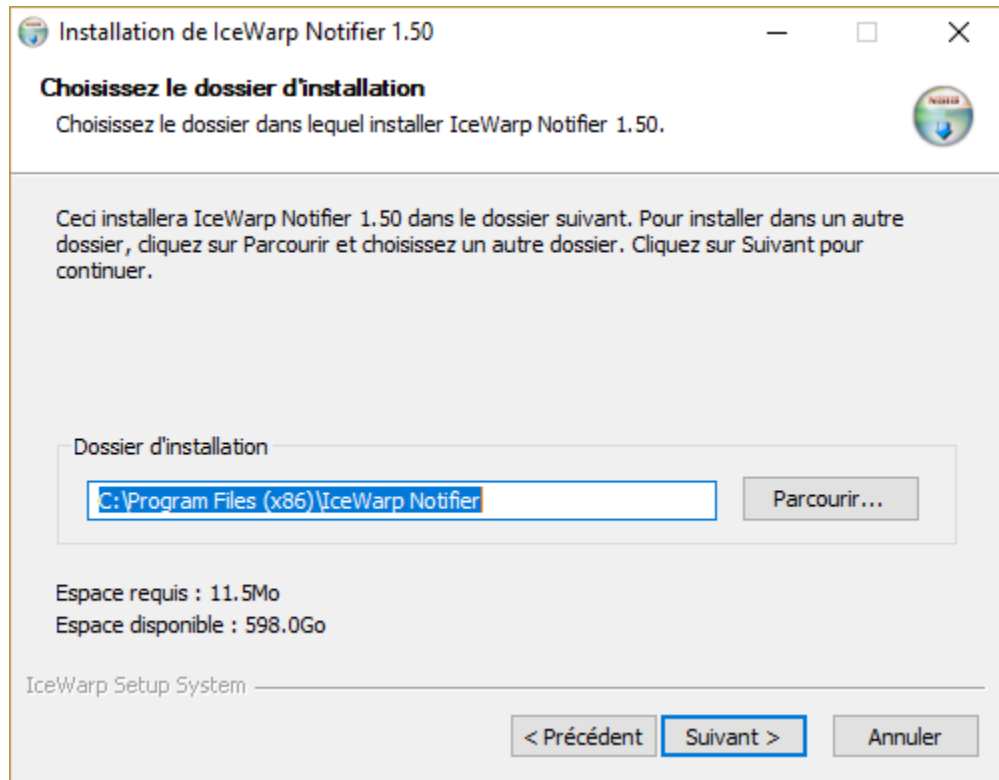 Installation de IceWarp Notifier 1.50
Choisissez le dossier d'installation
Choisissez le dossier dans lequel installer IceWarp Notifier 1.50.
Ceci installera IceWarp Notifier 1.50 dans le dossier suivant. Pour installer dans un autre
dossier, cliquez sur Parcourir et choisissez un autre dossier. Cliquez sur Suivant pour
continuer.
Dossier d'installation
C:\Program Files (x86)\IceWarp Notifier
Parcourir...
Espace requis : 11.5Mo
Espace disponible : 598.0Go
IceWarp Setup System
< Précédent
Suivant >
Annuler